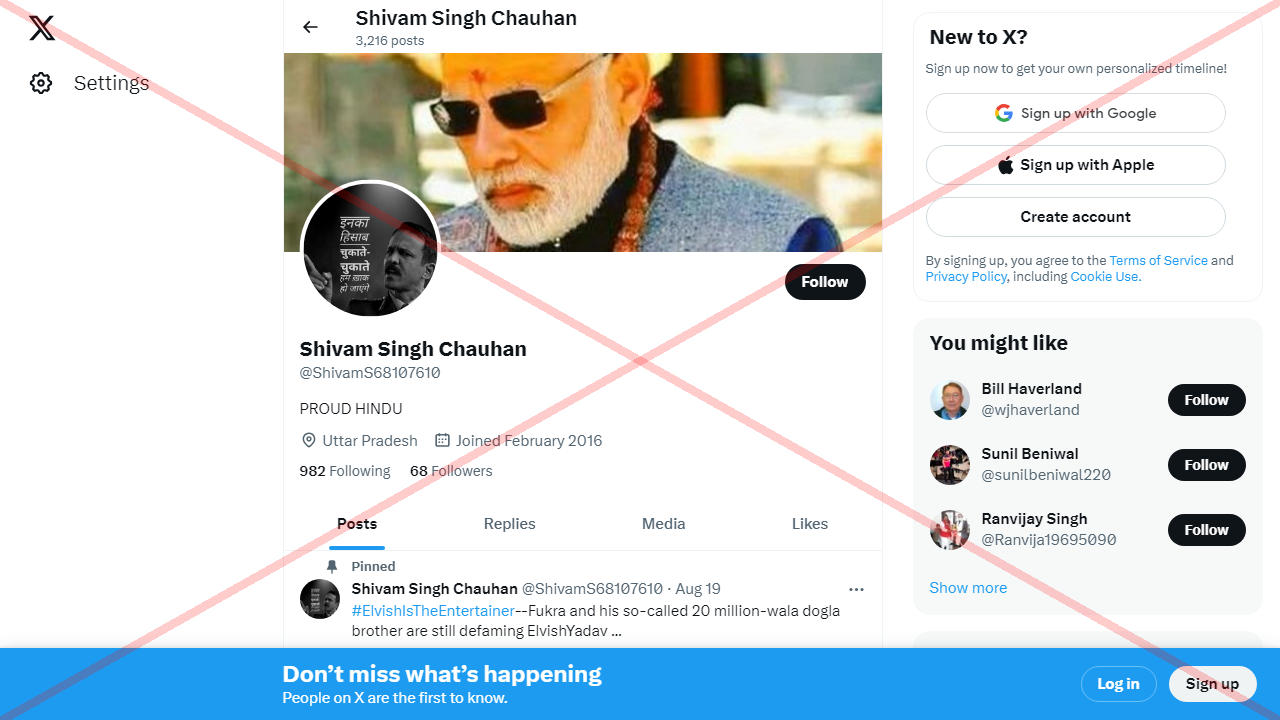 Settings
Shivam Singh Chauhan
3,216 posts
इनका
हिसाब
चुकाते-
चुकाते
हम ख़ाक
हो जाएंगे
Follow
Shivam Singh Chauhan
@ShivamS68107610
PROUD HINDU
Uttar Pradesh Joined February 2016
982 Following 68 Followers
Posts Replies Media Likes
Pinned
Shivam Singh Chauhan @ShivamS68107610 · Aug 19
#ElvishIsTheEntertainer--Fukra and his so-called 20 million-wala dogla
brother are still defaming ElvishYadav ...
New to X?
Sign up now to get your own personalized timeline!
Sign up with Google
Sign up with Apple
Create account
By signing up, you agree to the Terms of Service and
Privacy Policy, including Cookie Use.
You might like
Bill Haverland
@wjhaverland
Follow
Sunil Beniwal
@sunilbeniwal220
Follow
Ranvijay Singh
@Ranvija19695090
Follow
Show more
Don’t miss what’s happening
People on X are the first to know.
Log in
Sign up